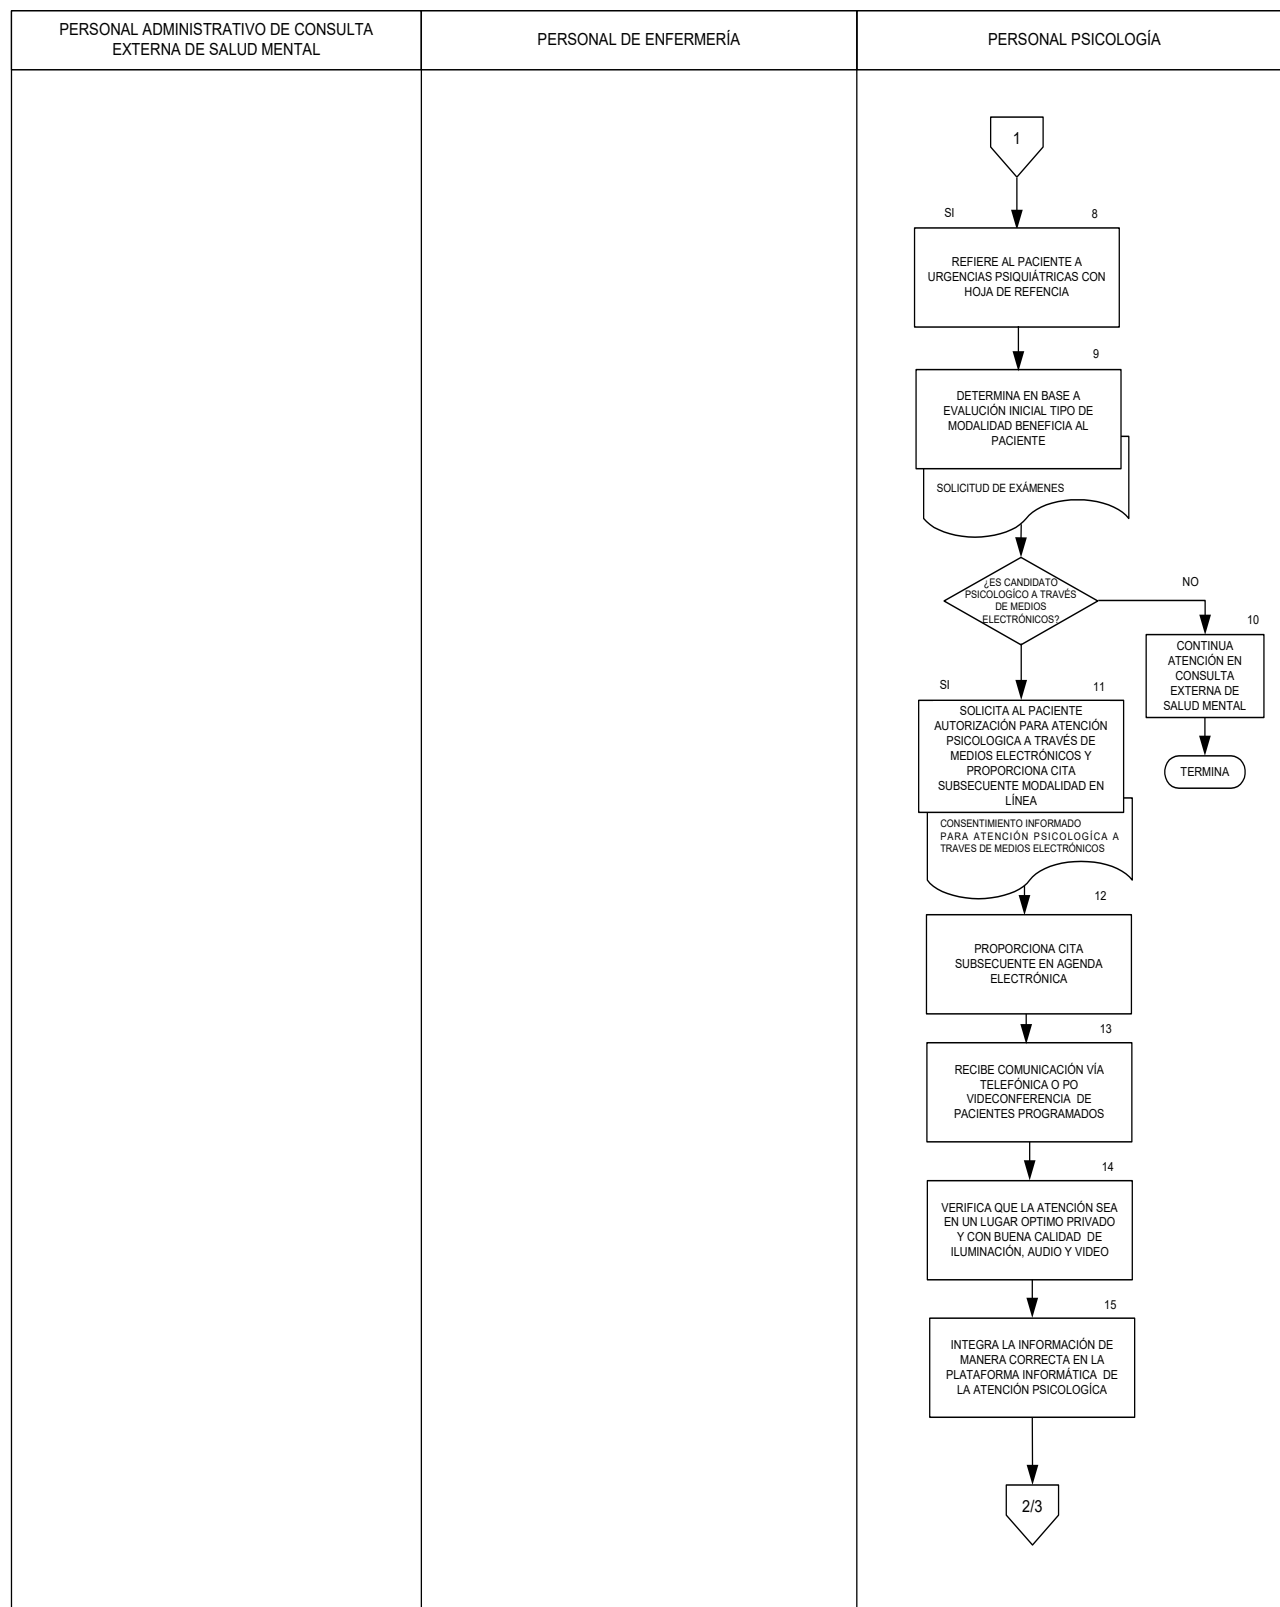 PERSONAL ADMINISTRATIVO DE CONSULTA
EXTERNA DE SALUD MENTAL
PERSONAL DE ENFERMERÍA
PERSONAL PSICOLOGÍA
1
SI
8
REFIERE AL PACIENTE A
URGENCIAS PSIQUIÁTRICAS CON
HOJA DE REFENCIA
9
DETERMINA EN BASE A
EVALUCIÓN INICIAL TIPO DE
MODALIDAD BENEFICIA AL
PACIENTE
SOLICITUD DE EXÁMENES
¿ES CANDIDATO
PSICOLOGÍCO A TRAVÉS
DE MEDIOS
ELECTRÓNICOS?
NO
10
CONTINUA
ATENCIÓN EN
CONSULTA
EXTERNA DE
SALUD MENTAL
TERMINA
SI
11
SOLICITA AL PACIENTE
AUTORIZACIÓN PARA ATENCIÓN
PSICOLOGICA A TRAVÉS DE
MEDIOS ELECTRÓNICOS Y
PROPORCIONA CITA
SUBSECUENTE MODALIDAD EN
LÍNEA
CONSENTIMIENTO INFORMADO
PARA ATENCIÓN PSICOLOGÍCA A
TRAVES DE MEDIOS ELECTRÓNICOS
12
PROPORCIONA CITA
SUBSECUENTE EN AGENDA
ELECTRÓNICA
13
RECIBE COMUNICACIÓN VÍA
TELEFÓNICA O PO
VIDECONFERENCIA DE
PACIENTES PROGRAMADOS
14
VERIFICA QUE LA ATENCIÓN SEA
EN UN LUGAR OPTIMO PRIVADO
Y CON BUENA CALIDAD DE
ILUMINACIÓN, AUDIO Y VIDEO
15
INTEGRA LA INFORMACIÓN DE
MANERA CORRECTA EN LA
PLATAFORMA INFORMÁTICA DE
LA ATENCIÓN PSICOLOGÍCA
2/3